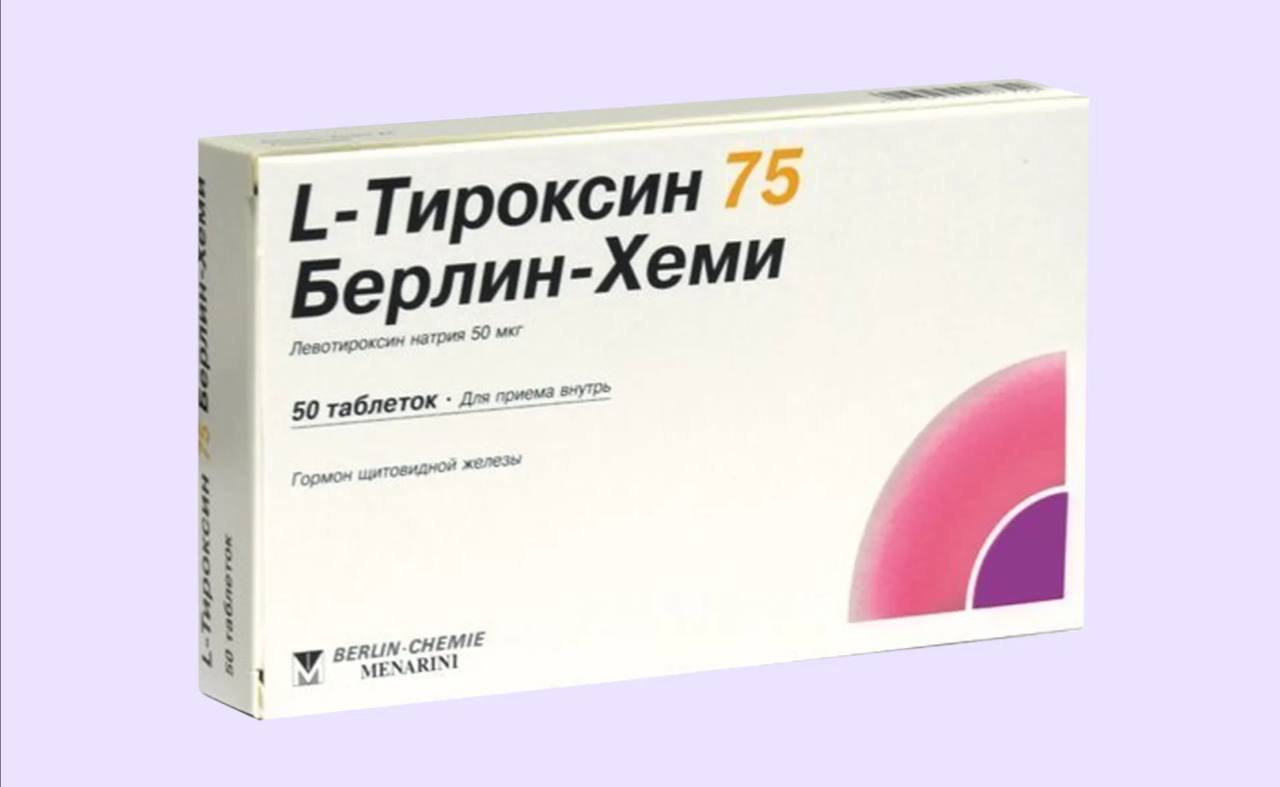 L-Тироксин 75
Берлин-Хеми
Левотироксин натрия 50 мкг
50 таблеток · Для приема внутрь
Гормон щитовидной железы
BERLIN-CHEMIE
MENARINI
L-Тироксин 75 Берлин-Хеми
50 таблеток